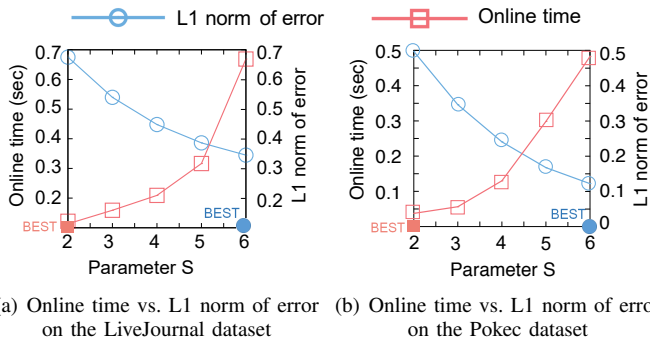 L1 norm of error
Online time
0.7
0.6
0.5
0.4
0.3
0.2
Online time (sec)
0.7
0.6
0.5
0.4
0.3
0.2
L1 norm of error
BEST
BEST
2 3 4 5 6
Parameter S
0.5
0.4
0.3
0.2
0.1
0
Online time (sec)
0.5
0.4
0.3
0.2
0.1
0
L1 norm of error
BEST
BEST
2 3 4 5 6
Parameter S
a) Online time vs. L1 norm of error
on the LiveJournal dataset
(b) Online time vs. L1 norm of erro
on the Pokec dataset